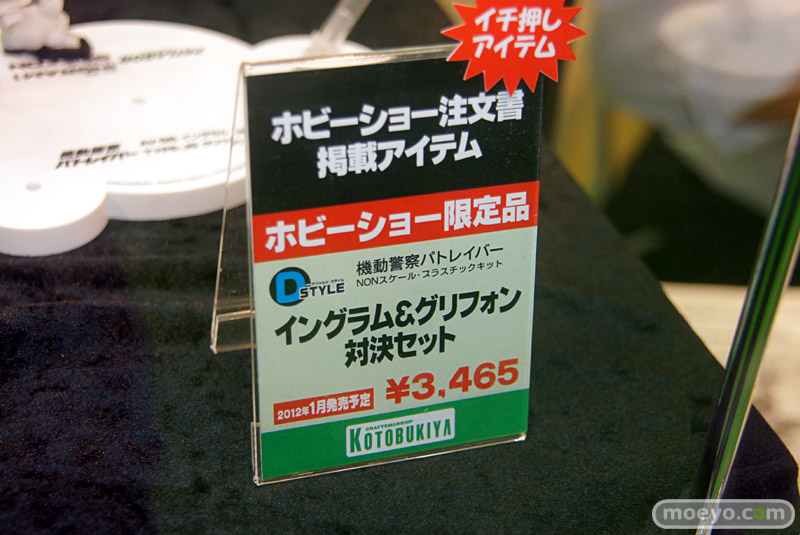 イチ押し
アイテム
ホビーショー注文書
掲載アイテム
ホビーショー限定品
D STYLE
機動警察パトレイバー
NONスケール・プラスチックキット
イングラム&グリフォン
対決セット
2012年1月発売予定
¥3,465
CRAFTSMANSHIP
KOTOBUKIYA
moeyo.com